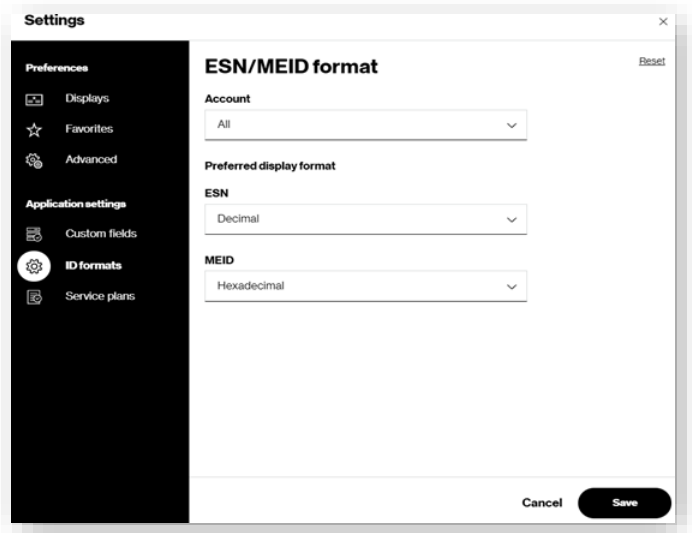 Settings
Preferences
Displays
Favorites
Advanced
Application settings
Custom fields
ID formats
Service plans
ESN/MEID format
Reset
Account
All
Preferred display format
ESN
Decimal
MEID
Hexadecimal
Cancel
Save